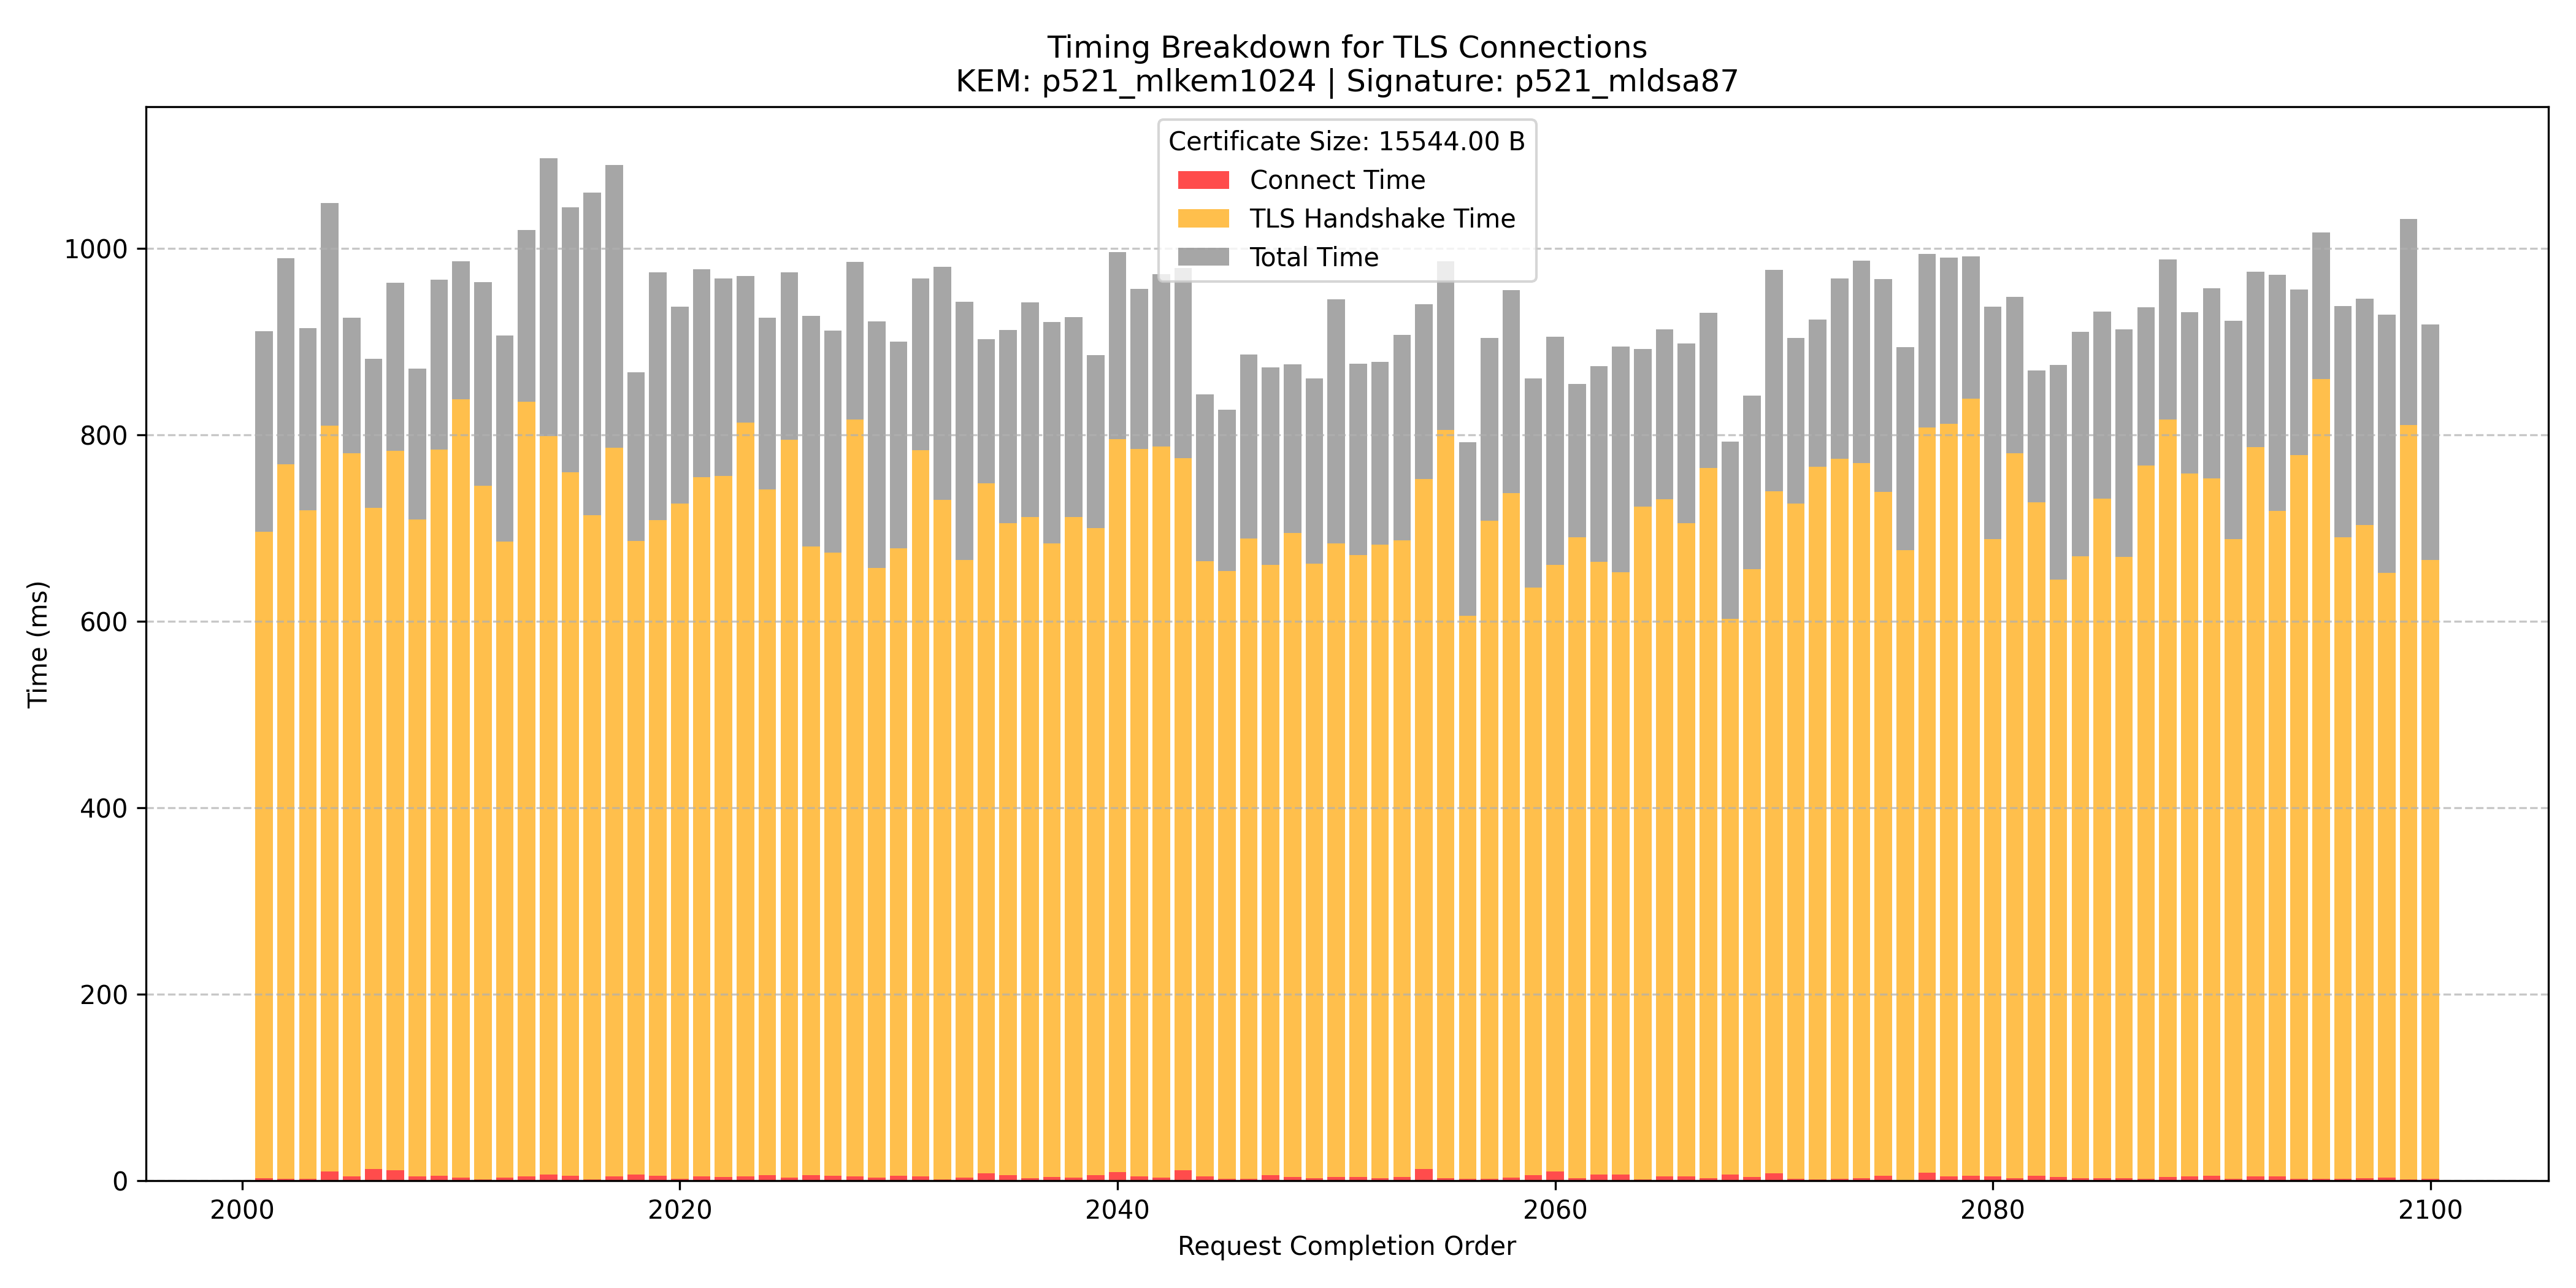 Timing Breakdown for TLS Connections
KEM: p521_mlkem1024 | Signature: p521_mldsa87
Certificate Size: 15544.00 B
Connect Time
TLS Handshake Time
Total Time
Time (ms)
1000
800
600
400
200
0
2000 2020 2040 2060 2080 2100
Request Completion Order